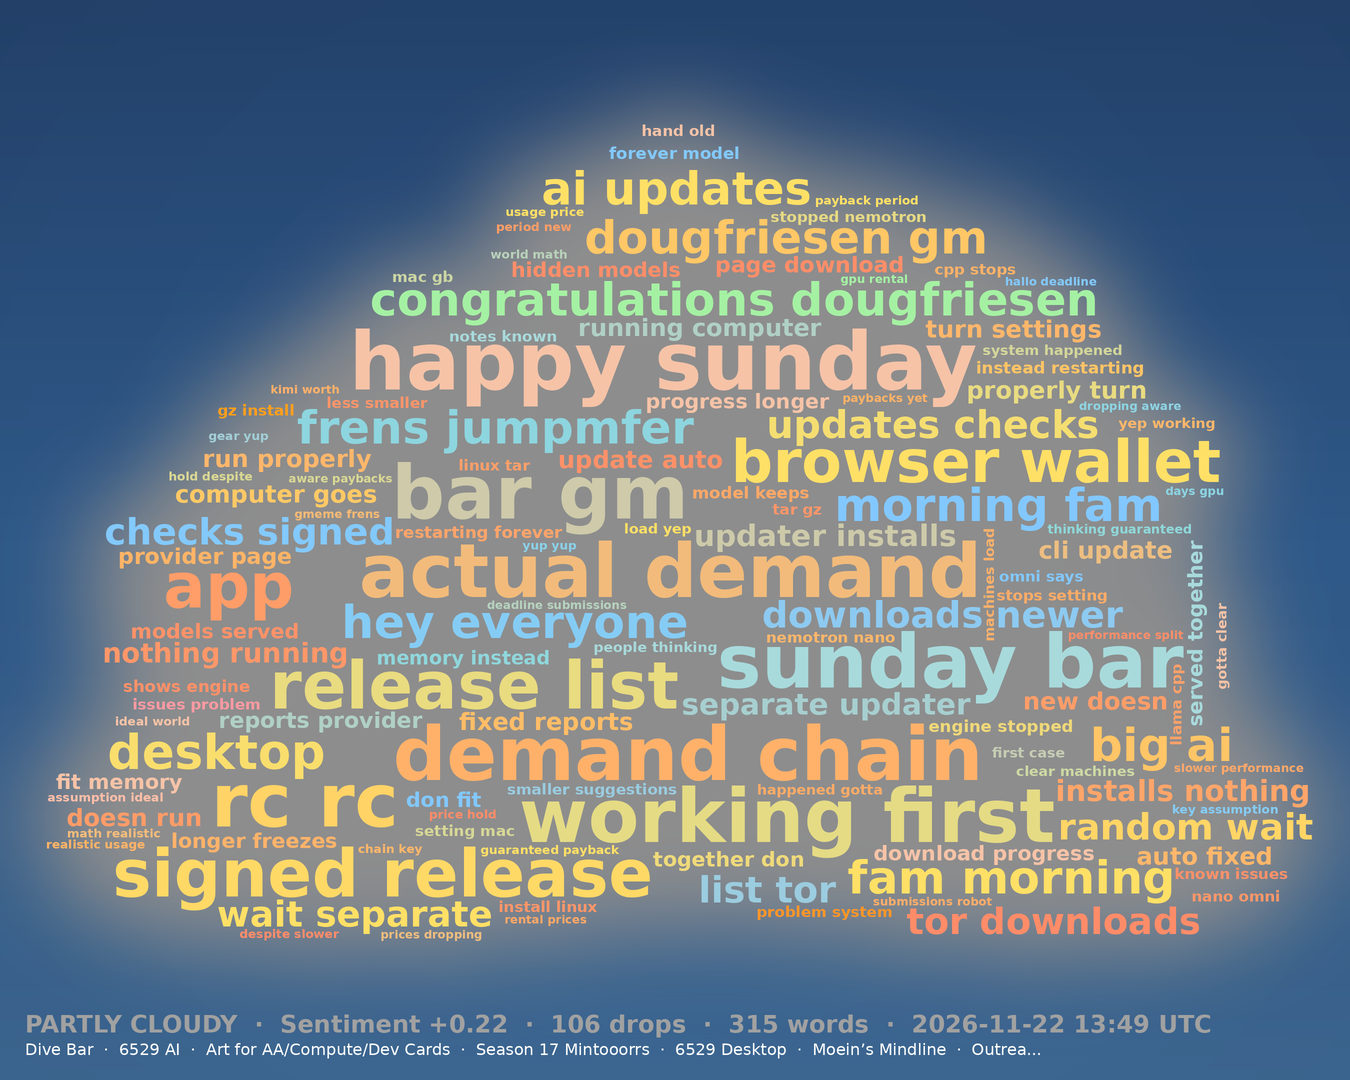 hand old
forever model
ai updates
payback period
usage price
stopped nemotron
period new
dougfriesen gm
world math
hidden models
page download
cpp stops
mac gb
gpu rental
hallo deadline
congratulations dougfriesen
notes known
running computer
turn settings
happy sunday
system happened
instead restarting
kimi worth
properly turn
gz install
less smaller
progress longer
paybacks yet
dropping aware
frens jumpmfer
updates checks
yep working
gear yup
run properly
linux tar
update auto
browser wallet
hold despite
aware paybacks
computer goes
bar gm
model keeps
morning fam
days gpu
gmeme frens
tar gz
checks signed
restarting forever
load yep
updater installs
thinking guaranteed
provider page
yup yup
actual demand
machines load
cli update
served together
app
omni says
stops setting
deadline submissions
hey everyone
downloads newer
gotta clear
models served
nemotron nano
performance split
nothing running
memory instead
people thinking
sunday bar
shows engine
release list
llama cpp
issues problem
separate updater
new doesn
ideal world
reports provider
fixed reports
engine stopped
desktop
demand chain
first case
big ai
clear machines
slower performance
fit memory
assumption ideal
rc rc
don fit
smaller suggestions
happened gotta
installs nothing
doesn run
price hold
working first
key assumption
math realistic
setting mac
random wait
realistic usage
longer freezes
chain key
guaranteed payback
together don
download progress
auto fixed
signed release
list tor
fam morning
known issues
nano omni
wait separate
install linux
submissions robot
problem system
tor downloads
rental prices
despite slower
prices dropping
PARTLY CLOUDY · Sentiment +0.22 · 106 drops · 315 words · 2026-11-22 13:49 UTC
Dive Bar · 6529 AI · Art for AA/Compute/Dev Cards · Season 17 Mintooorrs · 6529 Desktop · Moein’s Mindline · Outrea…